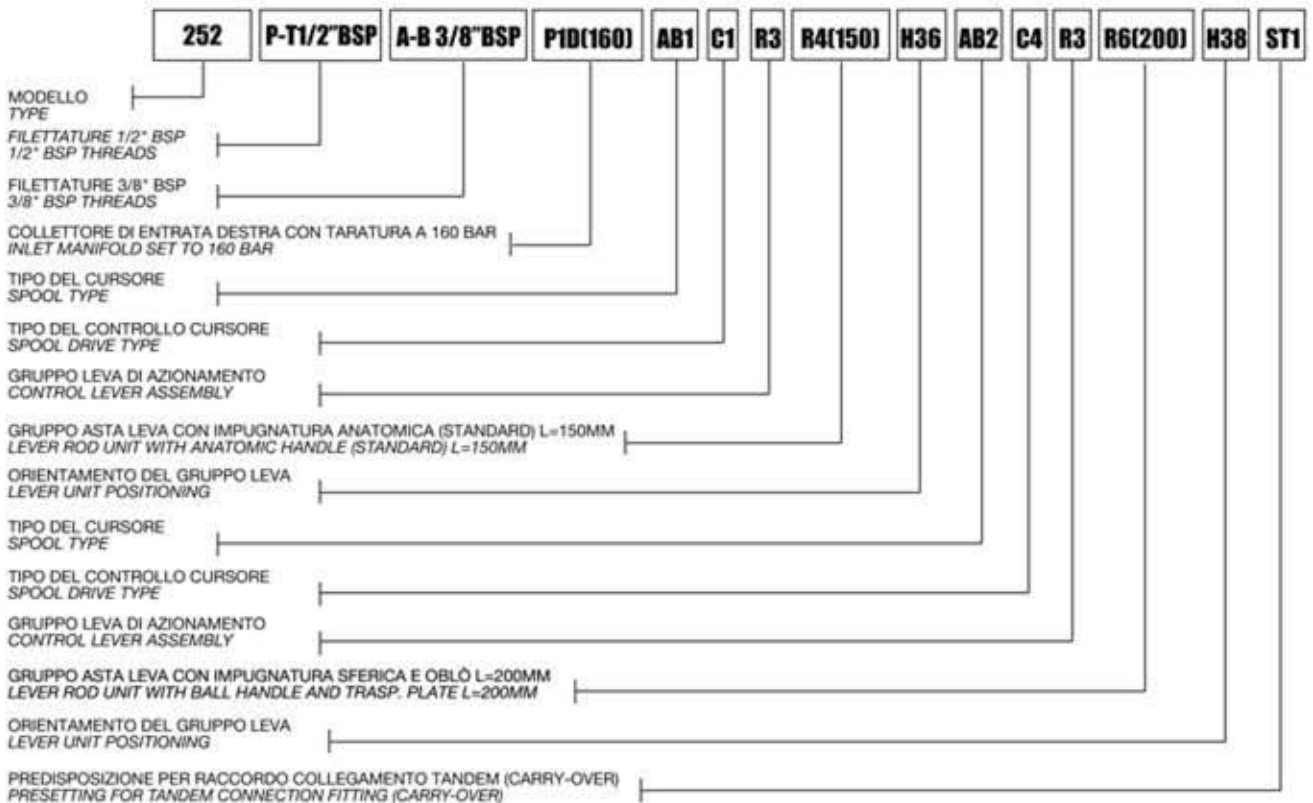 252 P-T1/2"BSP A-B 3/8"BSP P1D(160) AB1 C1 R3 R4(150) H36 AB2 C4 R3 R6(200) H38 ST1
MODELLO
TYPE
FILETTATURE 1/2" BSP
1/2" BSP THREADS
FILETTATURE 3/8" BSP
3/8" BSP THREADS
COLLETTORE DI ENTRATA DESTRA CON TARATURA A 160 BAR
INLET MANIFOLD SET TO 160 BAR
TIPO DEL CURSORE
SPOOL TYPE
TIPO DEL CONTROLLO CURSORE
SPOOL DRIVE TYPE
GRUPPO LEVA DI AZIONAMENTO
CONTROL LEVER ASSEMBLY
GRUPPO ASTA LEVA CON IMPUGNATURA ANATOMICA (STANDARD) L=150MM
LEVER ROD UNIT WITH ANATOMIC HANDLE (STANDARD) L=150MM
ORIENTAMENTO DEL GRUPPO LEVA
LEVER UNIT POSITIONING
TIPO DEL CURSORE
SPOOL TYPE
TIPO DEL CONTROLLO CURSORE
SPOOL DRIVE TYPE
GRUPPO LEVA DI AZIONAMENTO
CONTROL LEVER ASSEMBLY
GRUPPO ASTA LEVA CON IMPUGNATURA SFERICA E OBLÒ L=200MM
LEVER ROD UNIT WITH BALL HANDLE AND TRASP. PLATE L=200MM
ORIENTAMENTO DEL GRUPPO LEVA
LEVER UNIT POSITIONING
PREDISPOSIZIONE PER RACCORDO COLLEGAMENTO TANDEM (CARRY-OVER)
PRESETTING FOR TANDEM CONNECTION FITTING (CARRY-OVER)